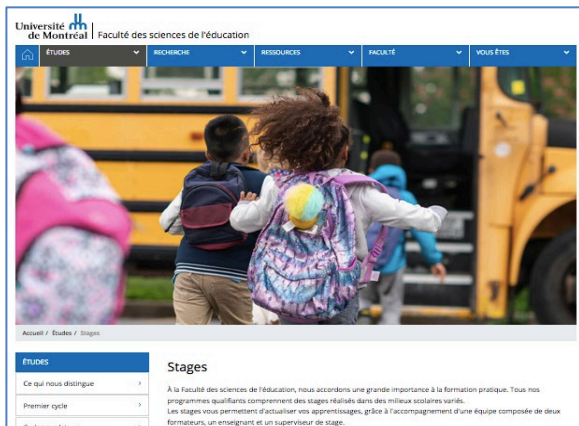 Université
de Montréal
Faculté des sciences de l'éducation
ÉTUDES
RECHERCHE
RESSOURCES
FACULTÉ
VOUS ÊTES
Accueil / Études / Stages
ÉTUDES
Ce qui nous distingue
Premier cycle
Stages
À la Faculté des sciences de l'éducation, nous accordons une grande importance à la formation pratique. Tous nos
programmes qualifiants comprennent des stages réalisés dans des milieux scolaires variés.
Les stages vous permettent d'actualiser vos apprentissages, grâce à l'accompagnement d'une équipe composée de deux
formateurs, un enseignant et un superviseur de stage.